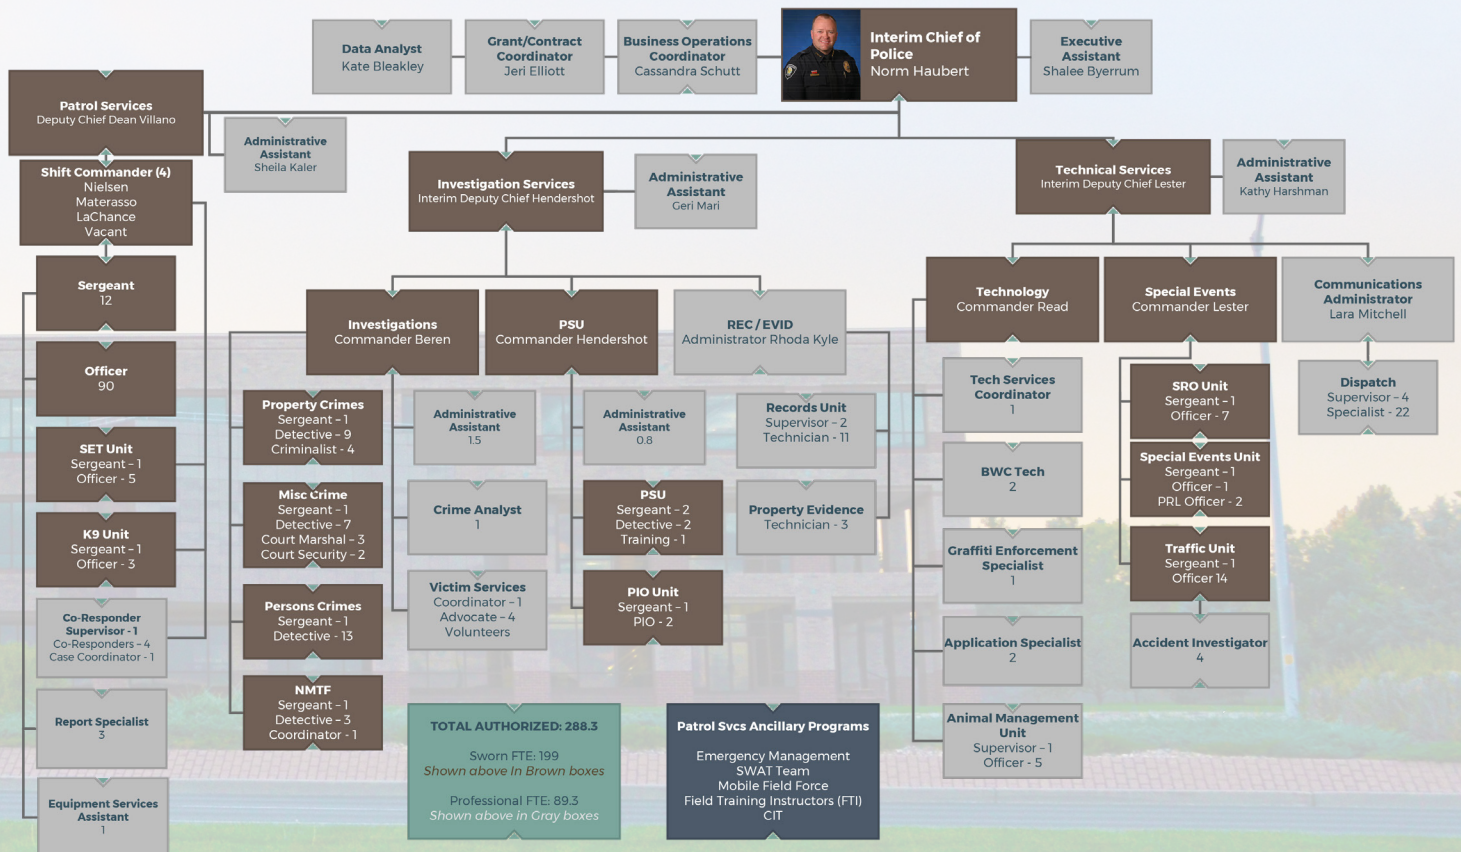 Data Analyst
Kate Bleakley
Grant/Contract
Coordinator
Jeri Elliott
Business Operations
Coordinator
Cassandra Schutt
Interim Chief of
Police
Norm Haubert
Executive
Assistant
Shalee Byerrum
Patrol Services
Deputy Chief Dean Villano
Administrative
Assistant
Sheila Kaler
Shift Commander (4)
Nielsen
Materasso
LaChance
Vacant
Sergeant
12
Officer
90
SET Unit
Sergeant – 1
Officer - 5
K9 Unit
Sergeant – 1
Officer - 3
Co-Responder
Supervisor - 1
Co-Responders – 4
Case Coordinator - 1
Report Specialist
3
Equipment Services
Assistant
1
Investigation Services
Interim Deputy Chief Hendershot
Administrative
Assistant
Geri Mari
Investigations
Commander Beren
PSU
Commander Hendershot
REC / EVID
Administrator Rhoda Kyle
Property Crimes
Sergeant – 1
Detective – 9
Criminalist - 4
Misc Crime
Sergeant – 1
Detective – 7
Court Marshal – 3
Court Security – 2
Persons Crimes
Sergeant – 1
Detective - 13
NMTF
Sergeant – 1
Detective – 3
Coordinator - 1
Administrative
Assistant
1.5
Crime Analyst
1
Victim Services
Coordinator – 1
Advocate – 4
Volunteers
Administrative
Assistant
0.8
PSU
Sergeant – 2
Detective – 2
Training - 1
PIO Unit
Sergeant – 1
PIO - 2
Records Unit
Supervisor – 2
Technician - 11
Property Evidence
Technician - 3
Technical Services
Interim Deputy Chief Lester
Administrative
Assistant
Kathy Harshman
Technology
Commander Read
Special Events
Commander Lester
Communications
Administrator
Lara Mitchell
Tech Services
Coordinator
1
BWC Tech
2
Graffiti Enforcement
Specialist
1
Application Specialist
2
Animal Management
Unit
Supervisor – 1
Officer - 5
SRO Unit
Sergeant – 1
Officer - 7
Special Events Unit
Sergeant – 1
Officer – 1
PRL Officer - 2
Traffic Unit
Sergeant – 1
Officer 14
Accident Investigator
4
Dispatch
Supervisor – 4
Specialist - 22
TOTAL AUTHORIZED: 288.3
Sworn FTE: 199
Shown above In Brown boxes
Professional FTE: 89.3
Shown above in Gray boxes
Patrol Svcs Ancillary Programs
Emergency Management
SWAT Team
Mobile Field Force
Field Training Instructors (FTI)
CIT